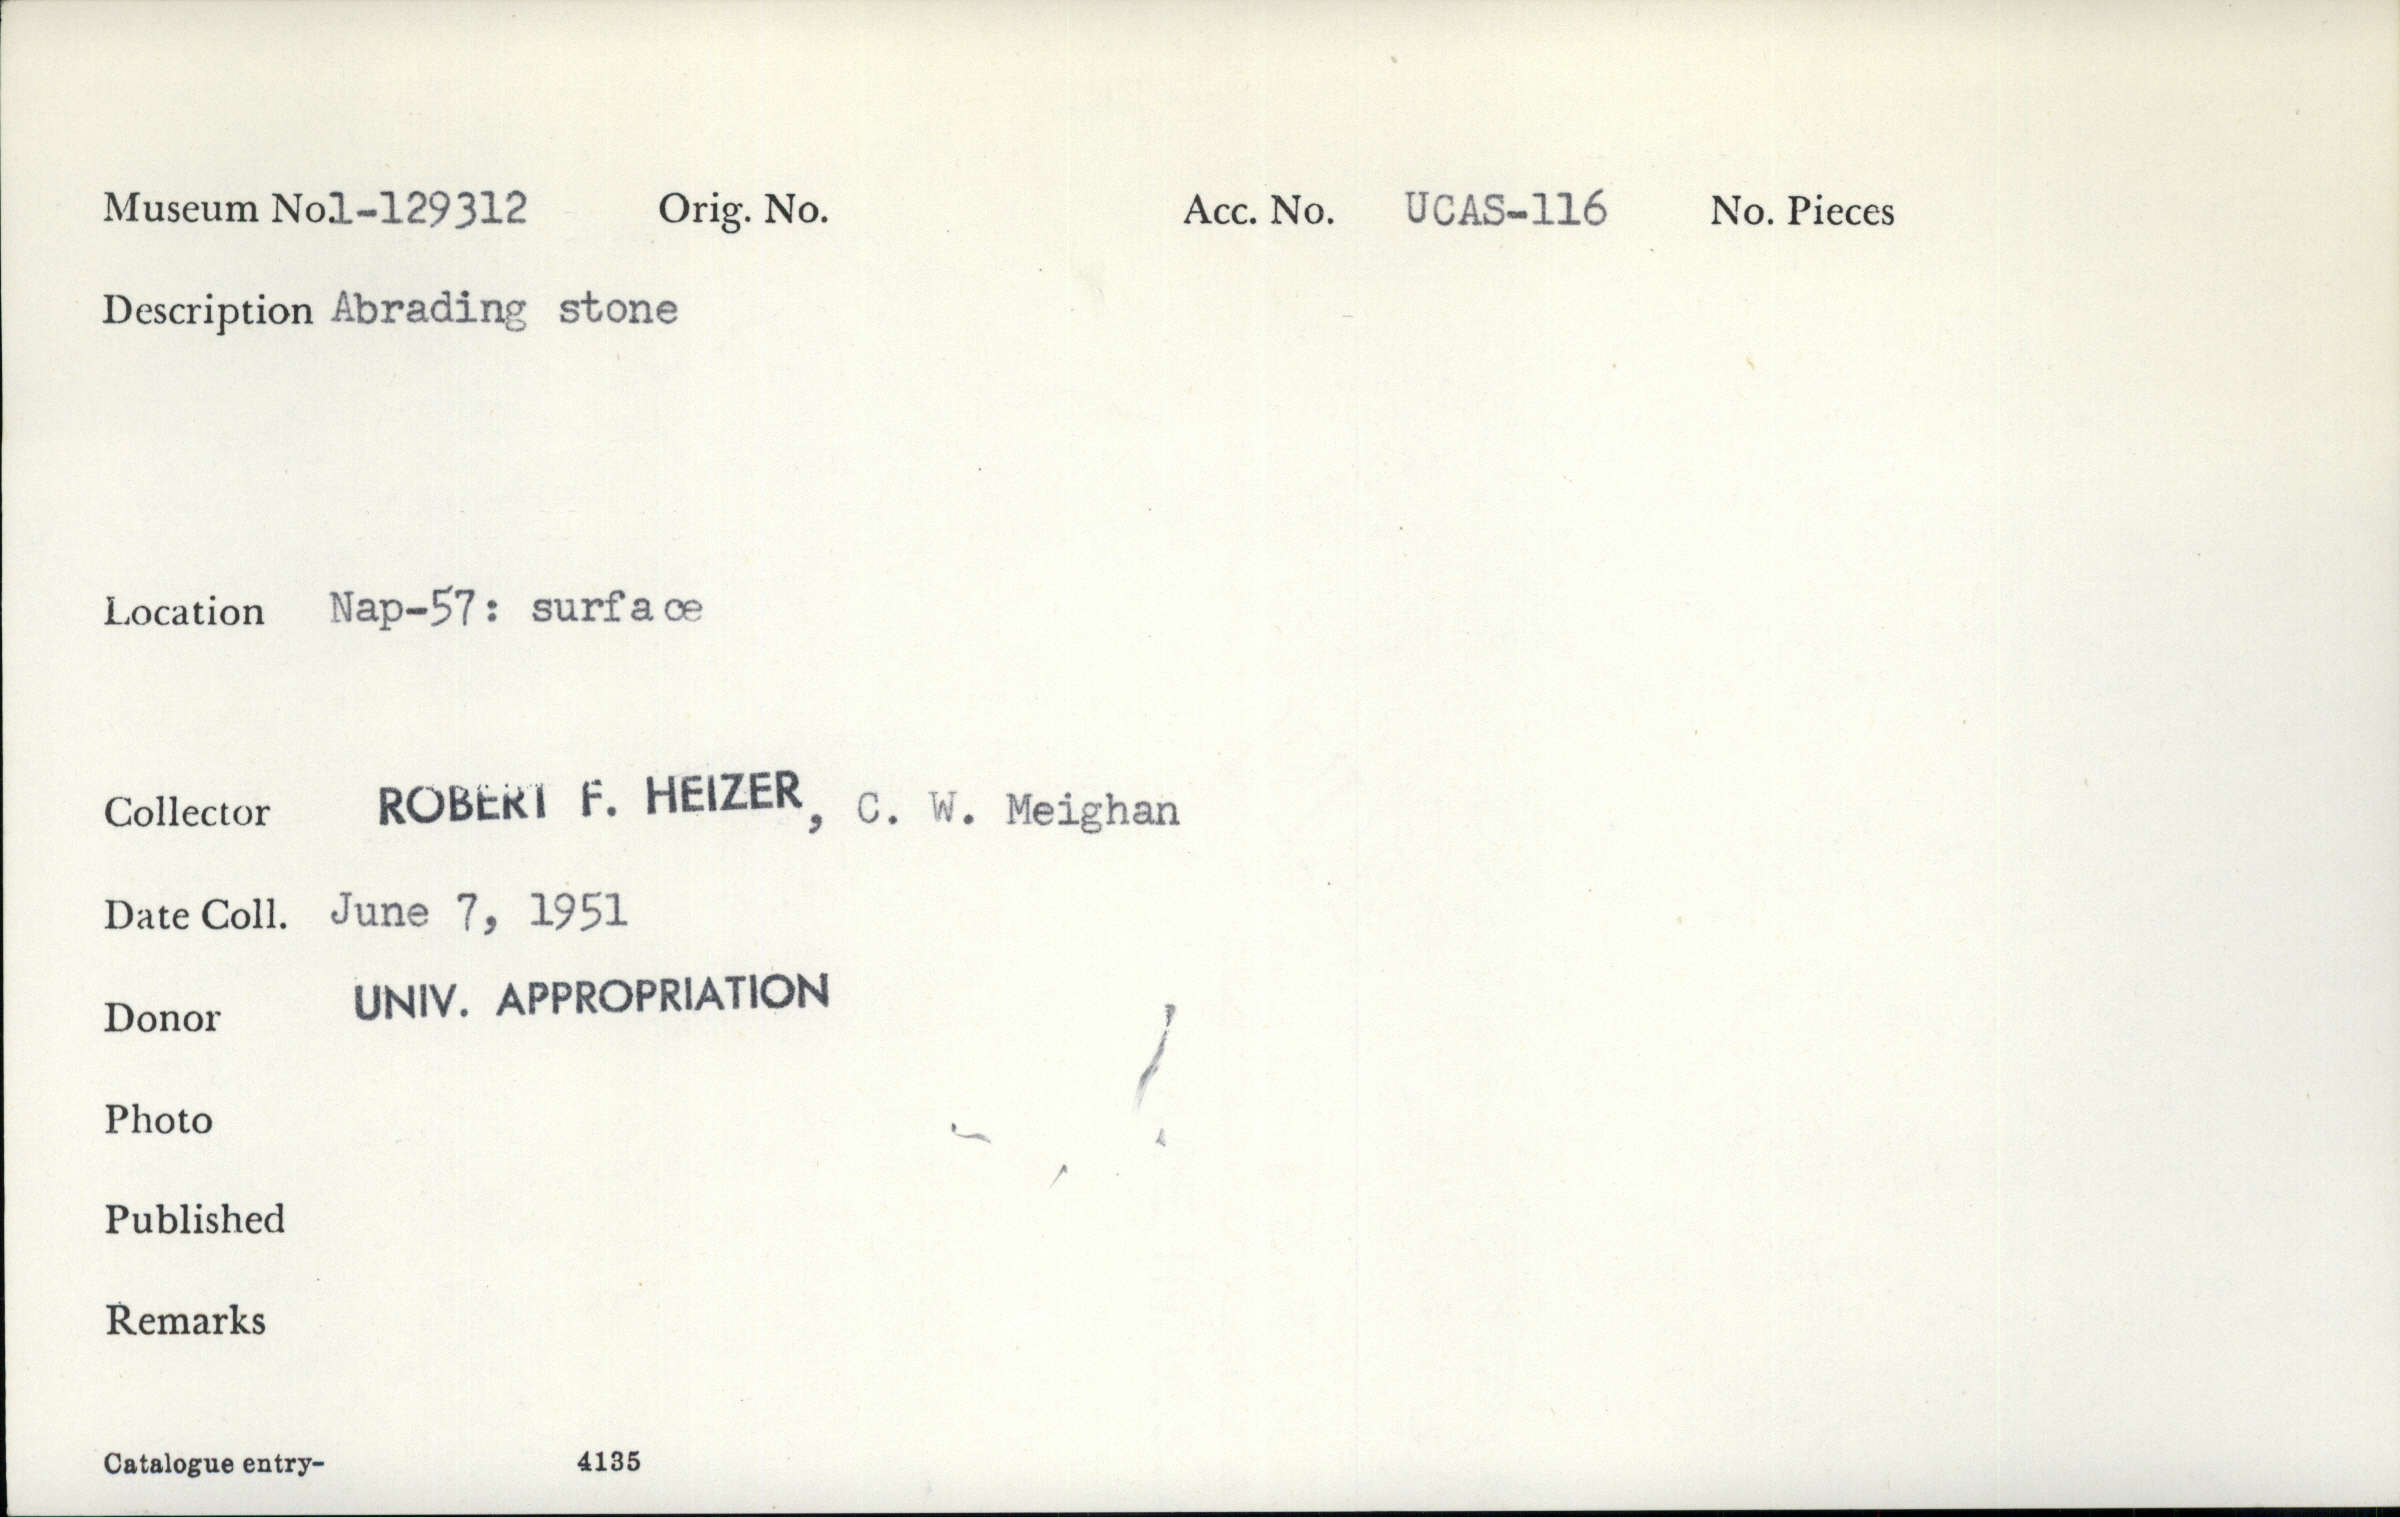 Museum No.1-129312 Orig. No. Acc. No. UCAS-116 No. Pieces
Description Abrading stone
Location Nap-57: surface
Collector ROBERT F. HEIZER, C. W. Meighan
Date Coll. June 7, 1951
Donor UNIV. APPROPRIATION
Photo
Published
Remarks
Catalogue entry- 4135